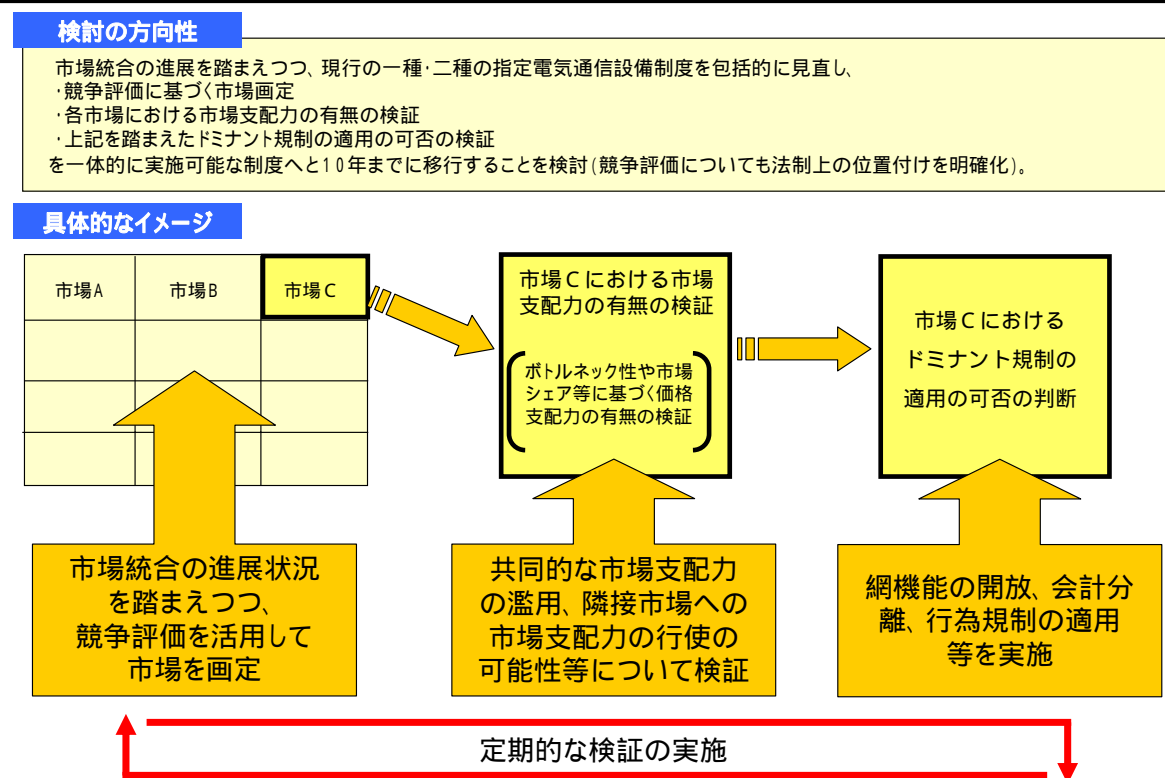 検討の方向性
市場統合の進展を踏まえつつ、現行の一種・二種の指定電気通信設備制度を包括的に見直し、
・競争評価に基づく市場画定
・各市場における市場支配力の有無の検証
・上記を踏まえたドミナント規制の適用の可否の検証
を一体的に実施可能な制度へと10年までに移行することを検討(競争評価についても法制上の位置付けを明確化)。
具体的なイメージ
市場A
市場B
市場C
市場Cにおける市場
支配力の有無の検証
ボトルネック性や市場
シェア等に基づく価格
支配力の有無の検証
市場Cにおける
ドミナント規制の
適用の可否の判断
市場統合の進展状況
を踏まえつつ、
競争評価を活用して
市場を画定
共同的な市場支配力
の濫用、隣接市場への
市場支配力の行使の
可能性等について検証
網機能の開放、会計分
離、行為規制の適用
等を実施
定期的な検証の実施